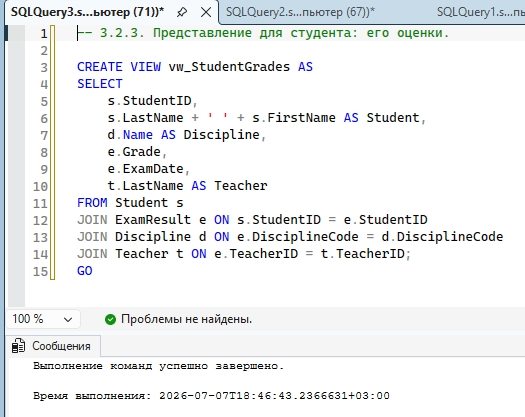 SQLQuery3.s...ьютер (71))* SQLQuery2.s...пьютер (67))* SQLQuery1.s...
1 -- 3.2.3. Представление для студента: его оценки.
2
3 CREATE VIEW vw_StudentGrades AS
4 SELECT
5 s.StudentID,
6 s.LastName + ' ' + s.FirstName AS Student,
7 d.Name AS Discipline,
8 e.Grade,
9 e.ExamDate,
10 t.LastName AS Teacher
11 FROM Student s
12 JOIN ExamResult e ON s.StudentID = e.StudentID
13 JOIN Discipline d ON e.DisciplineCode = d.DisciplineCode
14 JOIN Teacher t ON e.TeacherID = t.TeacherID;
15 GO
100 % Проблемы не найдены.
Сообщения
Выполнение команд успешно завершено.
Время выполнения: 2026-07-07T18:46:43.2366631+03:00